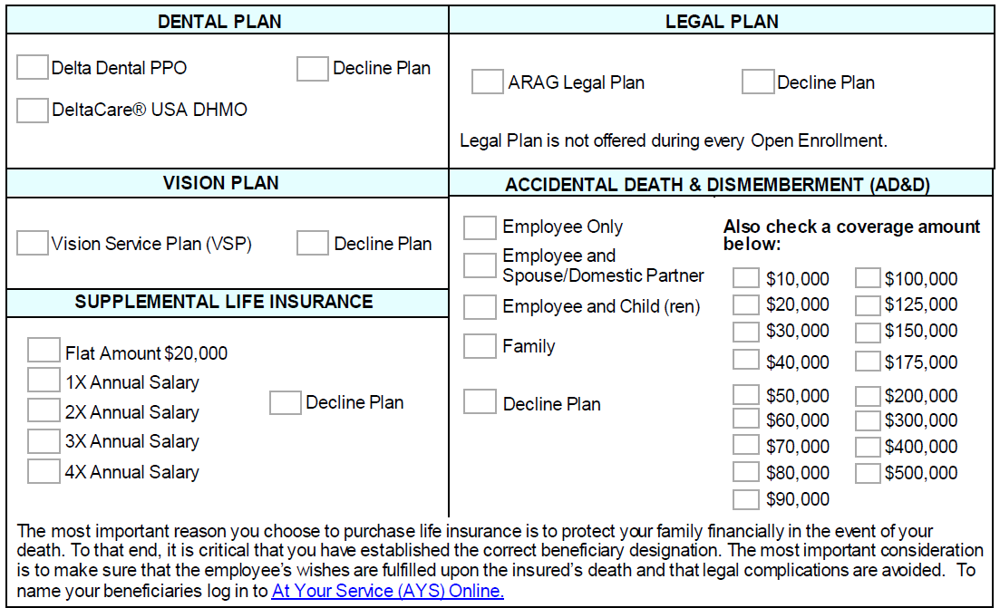 DENTAL PLAN
Delta Dental PPO
Decline Plan
DeltaCare® USA DHMO
LEGAL PLAN
ARAG Legal Plan
Decline Plan
Legal Plan is not offered during every Open Enrollment.
VISION PLAN
Vision Service Plan (VSP)
Decline Plan
SUPPLEMENTAL LIFE INSURANCE
Flat Amount $20,000
1X Annual Salary
2X Annual Salary
3X Annual Salary
4X Annual Salary
Decline Plan
ACCIDENTAL DEATH & DISMEMBERMENT (AD&D)
Employee Only
Employee and
Spouse/Domestic Partner
Employee and Child (ren)
Family
Decline Plan
Also check a coverage amount
below:
$10,000
$20,000
$30,000
$40,000
$50,000
$60,000
$70,000
$80,000
$90,000
$100,000
$125,000
$150,000
$175,000
$200,000
$300,000
$400,000
$500,000
The most important reason you choose to purchase life insurance is to protect your family financially in the event of your
death. To that end, it is critical that you have established the correct beneficiary designation. The most important consideration
is to make sure that the employee's wishes are fulfilled upon the insured's death and that legal complications are avoided. To
name your beneficiaries log in to At Your Service (AYS) Online.